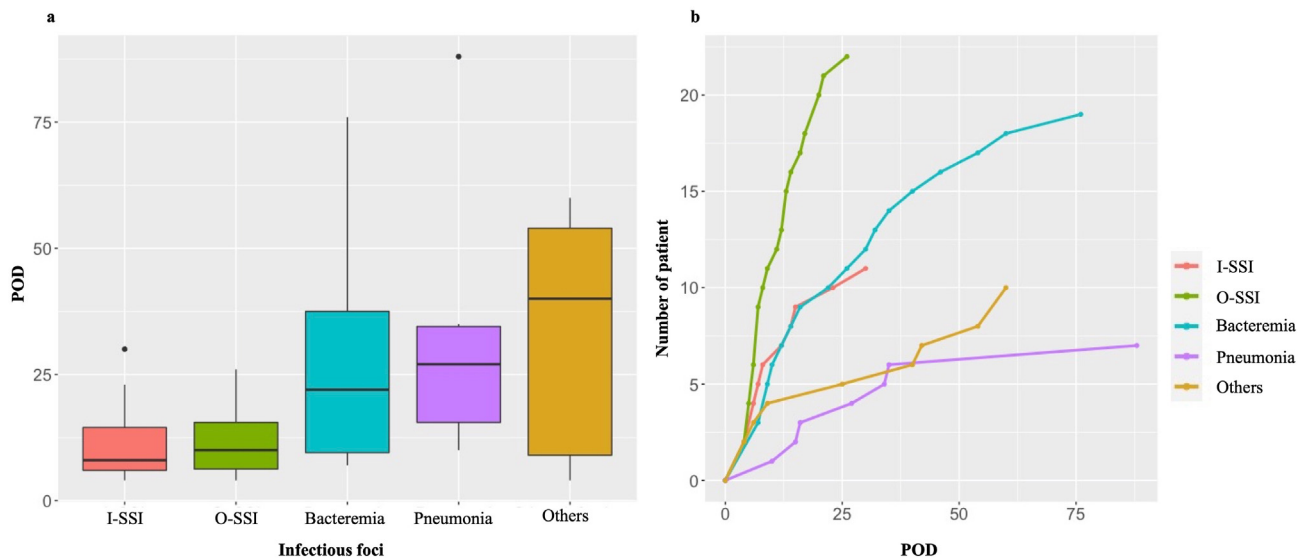 a
POD
75
50
25
0
I-SSI O-SSI Bacteremia Pneumonia Others
Infectious foci
b
Number of patient
20
15
10
5
0
0 25 50 75
POD
I-SSI
O-SSI
Bacteremia
Pneumonia
Others